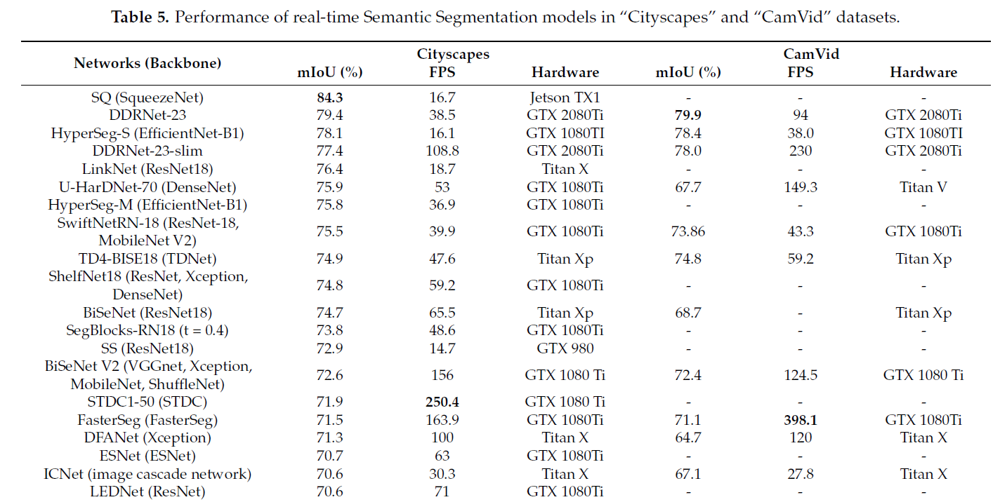 Table 5. Performance of real-time Semantic Segmentation models in “Cityscapes” and “CamVid” datasets.
Networks (Backbone) Cityscapes CamVid
mIoU (%) FPS Hardware mIoU (%) FPS Hardware
SQ (SqueezeNet) 84.3 16.7 Jetson TX1 - - -
DDRNet-23 79.4 38.5 GTX 2080Ti 79.9 94 GTX 2080Ti
HyperSeg-S (EfficientNet-B1) 78.1 16.1 GTX 1080TI 78.4 38.0 GTX 1080TI
DDRNet-23-slim 77.4 108.8 GTX 2080Ti 78.0 230 GTX 2080Ti
LinkNet (ResNet18) 76.4 18.7 Titan X - - -
U-HarDNet-70 (DenseNet) 75.9 53 GTX 1080Ti 67.7 149.3 Titan V
HyperSeg-M (EfficientNet-B1) 75.8 36.9 GTX 1080Ti - - -
SwiftNetRN-18 (ResNet-18,
MobileNet V2) 75.5 39.9 GTX 1080Ti 73.86 43.3 GTX 1080Ti
TD4-BISE18 (TDNet) 74.9 47.6 Titan Xp 74.8 59.2 Titan Xp
ShelfNet18 (ResNet, Xception,
DenseNet) 74.8 59.2 GTX 1080Ti - - -
BiSeNet (ResNet18) 74.7 65.5 Titan Xp 68.7 - Titan Xp
SegBlocks-RN18 (t = 0.4) 73.8 48.6 GTX 1080Ti - - -
SS (ResNet18) 72.9 14.7 GTX 980 - - -
BiSeNet V2 (VGGnet, Xception,
MobileNet, ShuffleNet) 72.6 156 GTX 1080 Ti 72.4 124.5 GTX 1080 Ti
STDC1-50 (STDC) 71.9 250.4 GTX 1080 Ti - - -
FasterSeg (FasterSeg) 71.5 163.9 GTX 1080Ti 71.1 398.1 GTX 1080Ti
DFANet (Xception) 71.3 100 Titan X 64.7 120 Titan X
ESNet (ESNet) 70.7 63 GTX 1080Ti - - -
ICNet (image cascade network) 70.6 30.3 Titan X 67.1 27.8 Titan X
LEDNet (ResNet) 70.6 71 GTX 1080Ti - - -